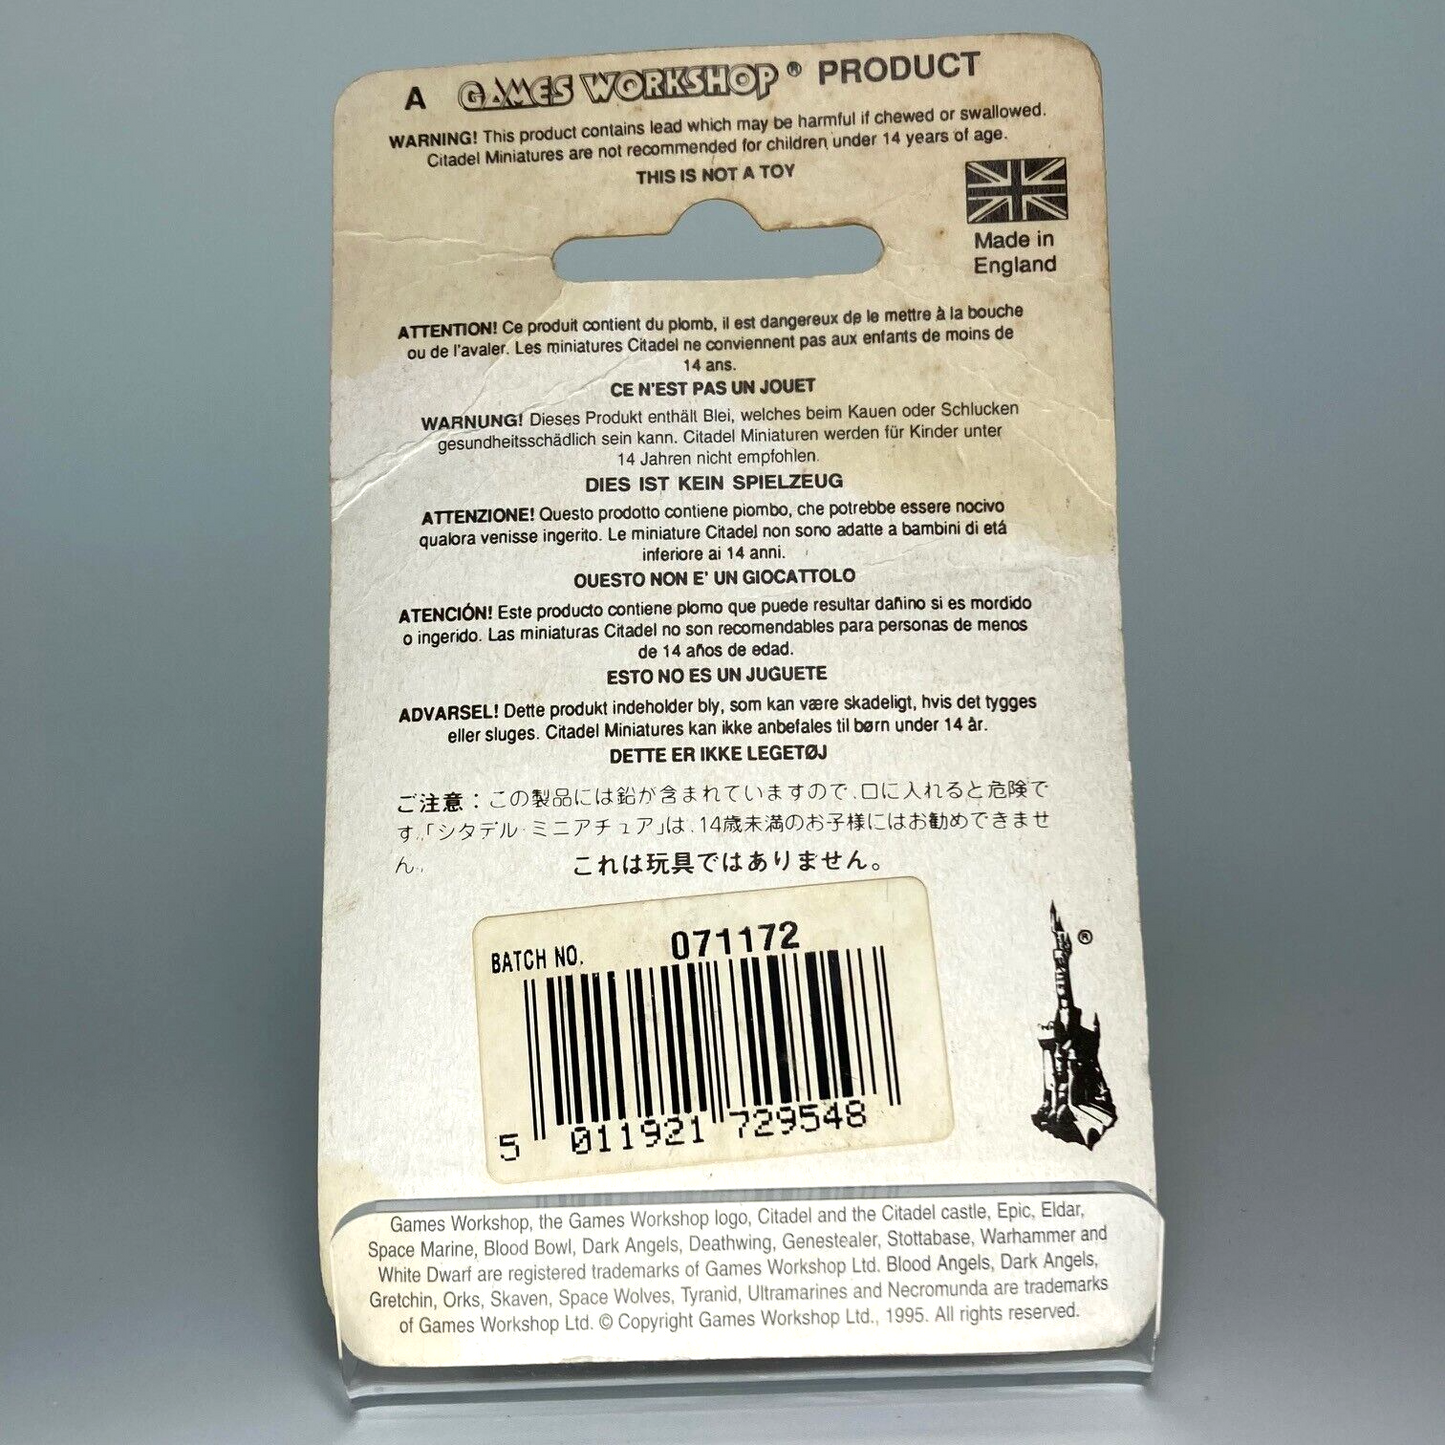 A GAMES WORKSHOP® PRODUCT
WARNING! This product contains lead which may be harmful if chewed or swallowed.
Citadel Miniatures are not recommended for children under 14 years of age.
THIS IS NOT A TOY
Made in
England
ATTENTION! Ce produit contient du plomb, il est dangereux de le mettre à la bouche
ou de l'avaler. Les miniatures Citadel ne conviennent pas aux enfants de moins de
14 ans.
CE N'EST PAS UN JOUET
WARNUNG! Dieses Produkt enthält Blei, welches beim Kauen oder Schlucken
gesundheitsschädlich sein kann. Citadel Miniaturen werden für Kinder unter
14 Jahren nicht empfohlen.
DIES IST KEIN SPIELZEUG
ATTENZIONE! Questo prodotto contiene piombo, che potrebbe essere nocivo
qualora venisse ingerito. Le miniature Citadel non sono adatte a bambini di etá
inferiore ai 14 anni.
QUESTO NON E' UN GIOCATTOLO
ATENCIÓN! Este producto contiene plomo que puede resultar dañino si es mordido
o ingerido. Las miniaturas Citadel no son recomendables para personas de menos
de 14 años de edad.
ESTO NO ES UN JUGUETE
ADVARSEL! Dette produkt indeholder bly, som kan være skadeligt, hvis det tygges
eller sluges. Citadel Miniatures kan ikke anbefales til børn under 14 år.
DETTE ER IKKE LEGETØJ
ご注意：この製品には鉛が含まれていますので、口に入れると危険で
す。「シタデル・ミニアチュア」は、14歳未満のお子様にはお勧めできませ
ん。 これは玩具ではありません。
BATCH NO. 071172
5 011921 729548
®
Games Workshop, the Games Workshop logo, Citadel and the Citadel castle, Epic, Eldar,
Space Marine, Blood Bowl, Dark Angels, Deathwing, Genestealer, Stottabase, Warhammer and
White Dwarf are registered trademarks of Games Workshop Ltd. Blood Angels, Dark Angels,
Gretchin, Orks, Skaven, Space Wolves, Tyranid, Ultramarines and Necromunda are trademarks
of Games Workshop Ltd. © Copyright Games Workshop Ltd., 1995. All rights reserved.